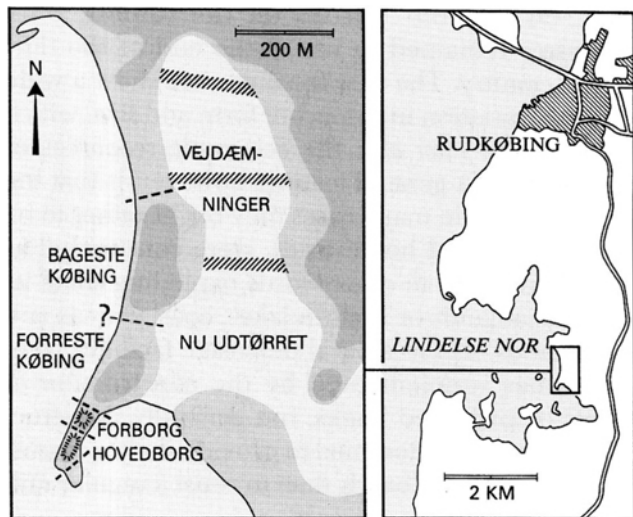 200 M
N
VEJDÆM-
NINGER
BAGESTE
KØBING
?
FORRESTE
KØBING
NU UDTØRRET
FORBORG
HOVEDBORG
RUDKØBING
LINDELSE NOR
2 KM